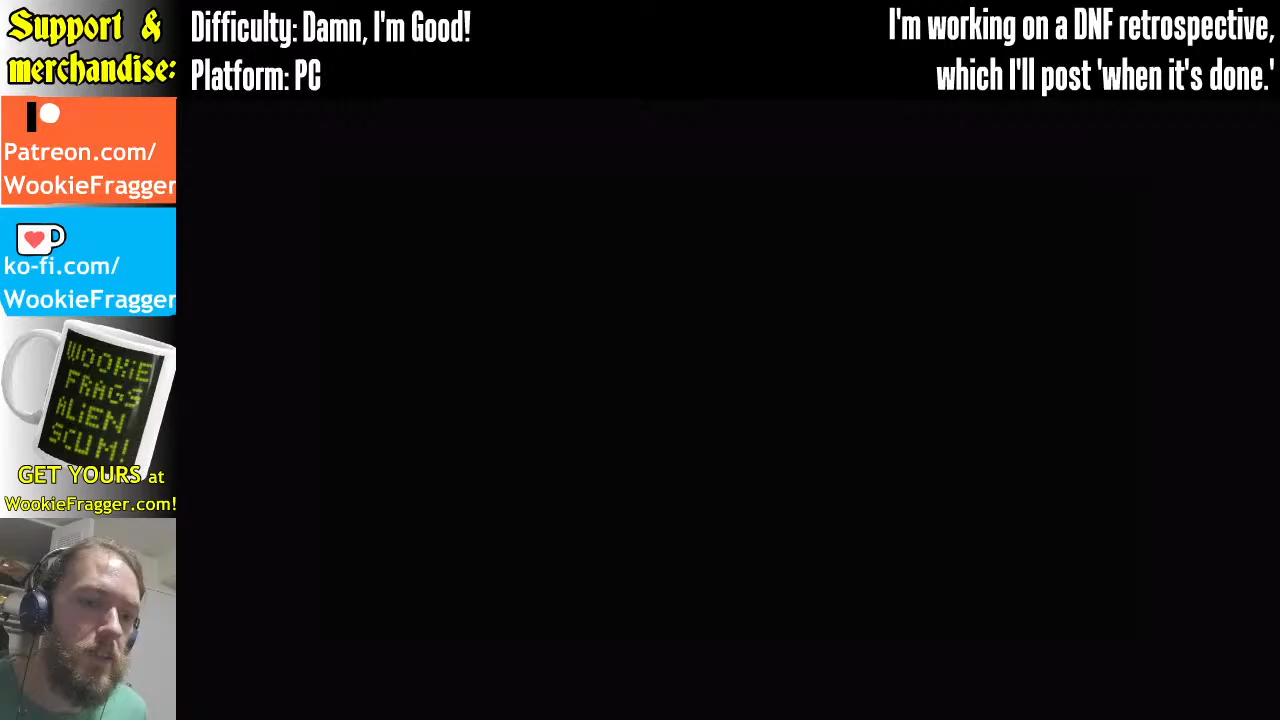 Support &
merchandise:
Patreon.com/
WookieFragger
ko-fi.com/
WookieFragger
WOOKiE
FRAGS
ALiEN
SCUM!
GET YOURS at
WookieFragger.com!
Difficulty: Damn, I'm Good!
Platform: PC
I'm working on a DNF retrospective,
which I'll post 'when it's done.'